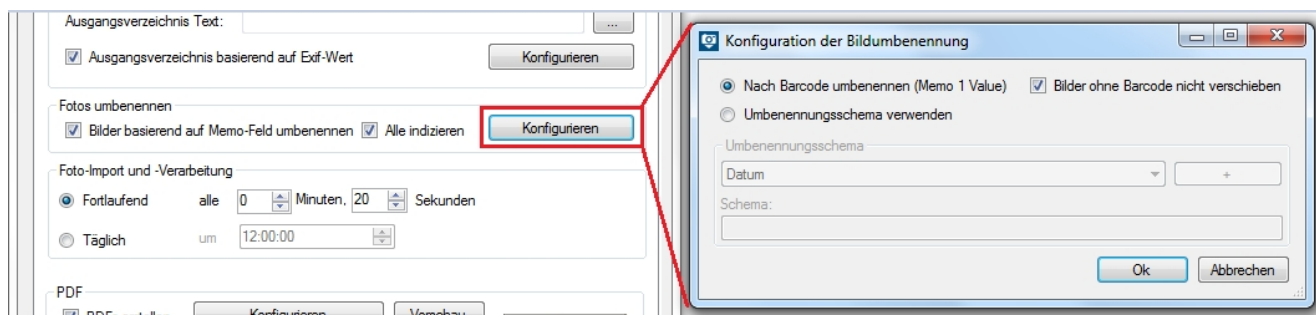 Ausgangsverzeichnis Text:
...
Ausgangsverzeichnis basierend auf Exif-Wert
Konfigurieren
Fotos umbenennen
Bilder basierend auf Memo-Feld umbenennen
Alle indizieren
Konfigurieren
Foto-Import und -Verarbeitung
Fortlaufend alle 0 Minuten, 20 Sekunden
Täglich um 12:00:00
PDF
Konfigurieren
Vorschau
Konfiguration der Bildumbenennung
Nach Barcode umbenennen (Memo 1 Value)
Bilder ohne Barcode nicht verschieben
Umbenennungsschema verwenden
Umbenennungsschema
Datum
+
Schema:
Ok
Abbrechen